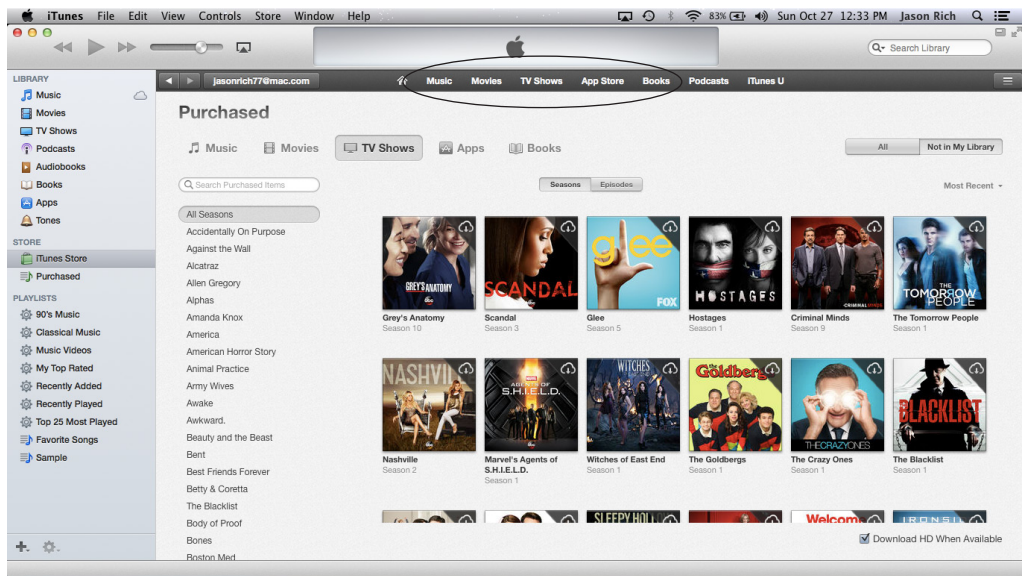 iTunes File Edit View Controls Store Window Help 83% Sun Oct 27 12:33 PM Jason Rich
Search Library
LIBRARY
Music
Movies
TV Shows
Podcasts
Audiobooks
Books
Apps
Tones
STORE
iTunes Store
Purchased
PLAYLISTS
90's Music
Classical Music
Music Videos
My Top Rated
Recently Added
Recently Played
Top 25 Most Played
Favorite Songs
Sample
jasonrich77@mac.com Music Movies TV Shows App Store Books Podcasts iTunes U
Purchased
Music Movies TV Shows Apps Books All Not in My Library
Search Purchased Items Seasons Episodes Most Recent
All Seasons
Accidentally On Purpose
Against the Wall
Alcatraz
Allen Gregory
Alphas
Amanda Knox
America
American Horror Story
Animal Practice
Army Wives
Awake
Awkward.
Beauty and the Beast
Bent
Best Friends Forever
Betty & Coretta
The Blacklist
Body of Proof
Bones
Boston Med
GREY'S ANATOMY
abc
SCANDAL
abc
glee
FOX
HOSTAGES
CRIMINAL MINDS
THE
TOMORROW
PEOPLE
Grey's Anatomy Scandal Glee Hostages Criminal Minds The Tomorrow People
Season 10 Season 3 Season 5 Season 1 Season 9 Season 1
NASHVILLE
abc
MARVEL
AGENTS OF
S.H.I.E.L.D.
abc
WITCHES
The Goldbergs
THE CRAZY ONES
THE BLACKLIST
Nashville Marvel's Agents of Witches of East End The Goldbergs The Crazy Ones The Blacklist
Season 2 S.H.I.E.L.D. Season 1 Season 1 Season 1 Season 1
Season 1
SLEEPY HOLLOW
Welcome
IRONSI
Download HD When Available